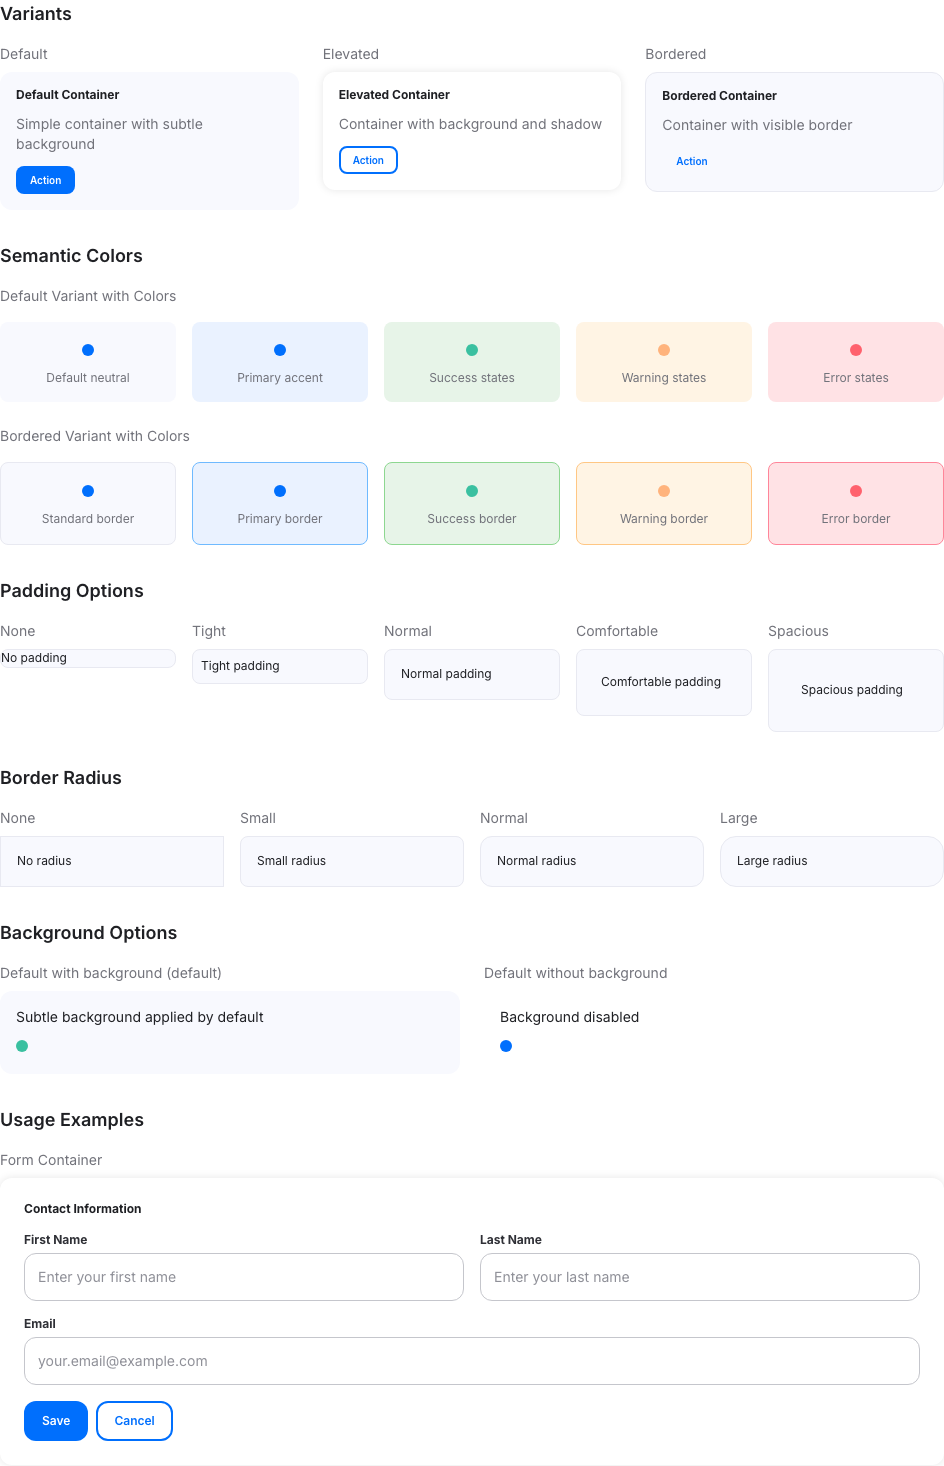 Variants
Default
Elevated
Bordered
Default Container
Simple container with subtle
background
Action
Elevated Container
Container with background and shadow
Action
Bordered Container
Container with visible border
Action
Semantic Colors
Default Variant with Colors
Default neutral
Primary accent
Success states
Warning states
Error states
Bordered Variant with Colors
Standard border
Primary border
Success border
Warning border
Error border
Padding Options
None
Tight
Normal
Comfortable
Spacious
No padding
Tight padding
Normal padding
Comfortable padding
Spacious padding
Border Radius
None
Small
Normal
Large
No radius
Small radius
Normal radius
Large radius
Background Options
Default with background (default)
Default without background
Subtle background applied by default
Background disabled
Usage Examples
Form Container
Contact Information
First Name
Last Name
Enter your first name
Enter your last name
Email
your.email@example.com
Save
Cancel